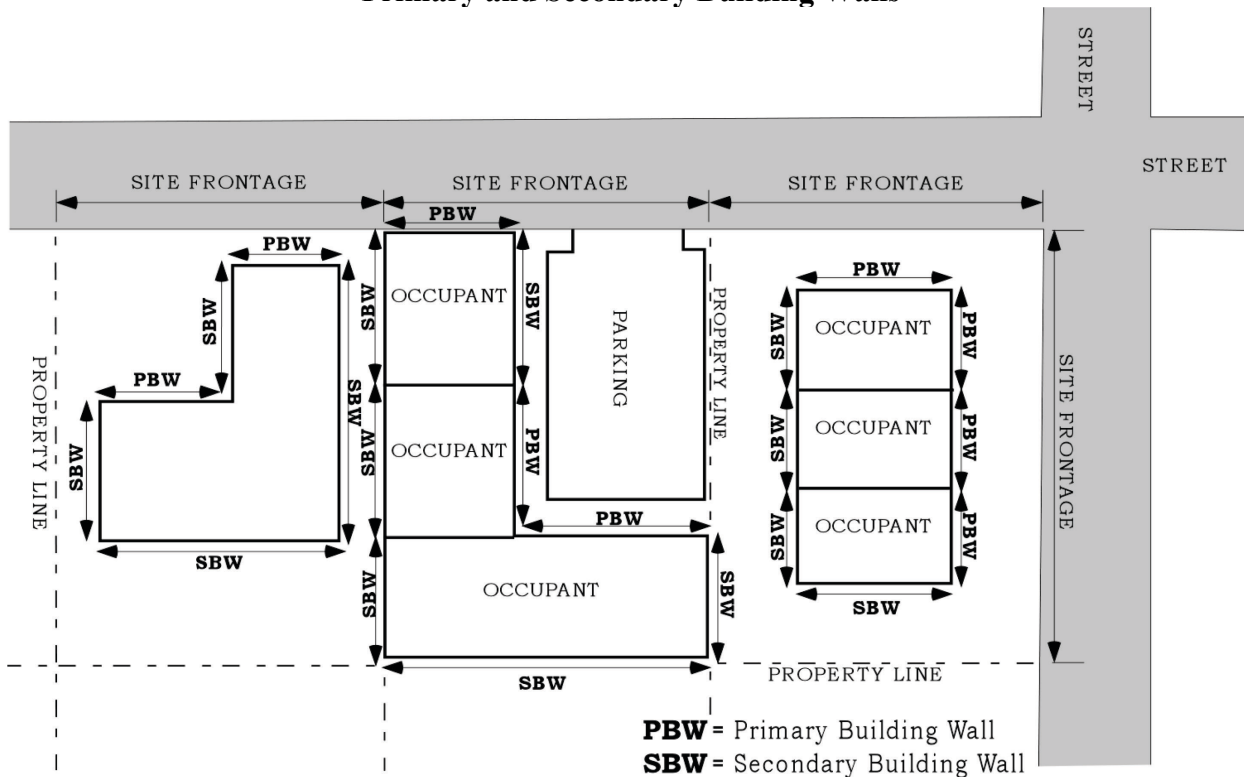 Primary and Secondary Building Walls
STREET
STREET
SITE FRONTAGE
SITE FRONTAGE
SITE FRONTAGE
PBW
PBW
SBW
PBW
SBW
SBW
SBW
PROPERTY LINE
SBW
OCCUPANT
SBW
SBW
OCCUPANT
PBW
PBW
SBW
OCCUPANT
SBW
SBW
PARKING
PROPERTY LINE
PBW
SBW
OCCUPANT
PBW
SBW
OCCUPANT
PBW
SBW
OCCUPANT
PBW
SBW
SITE FRONTAGE
PROPERTY LINE
PBW = Primary Building Wall
SBW = Secondary Building Wall